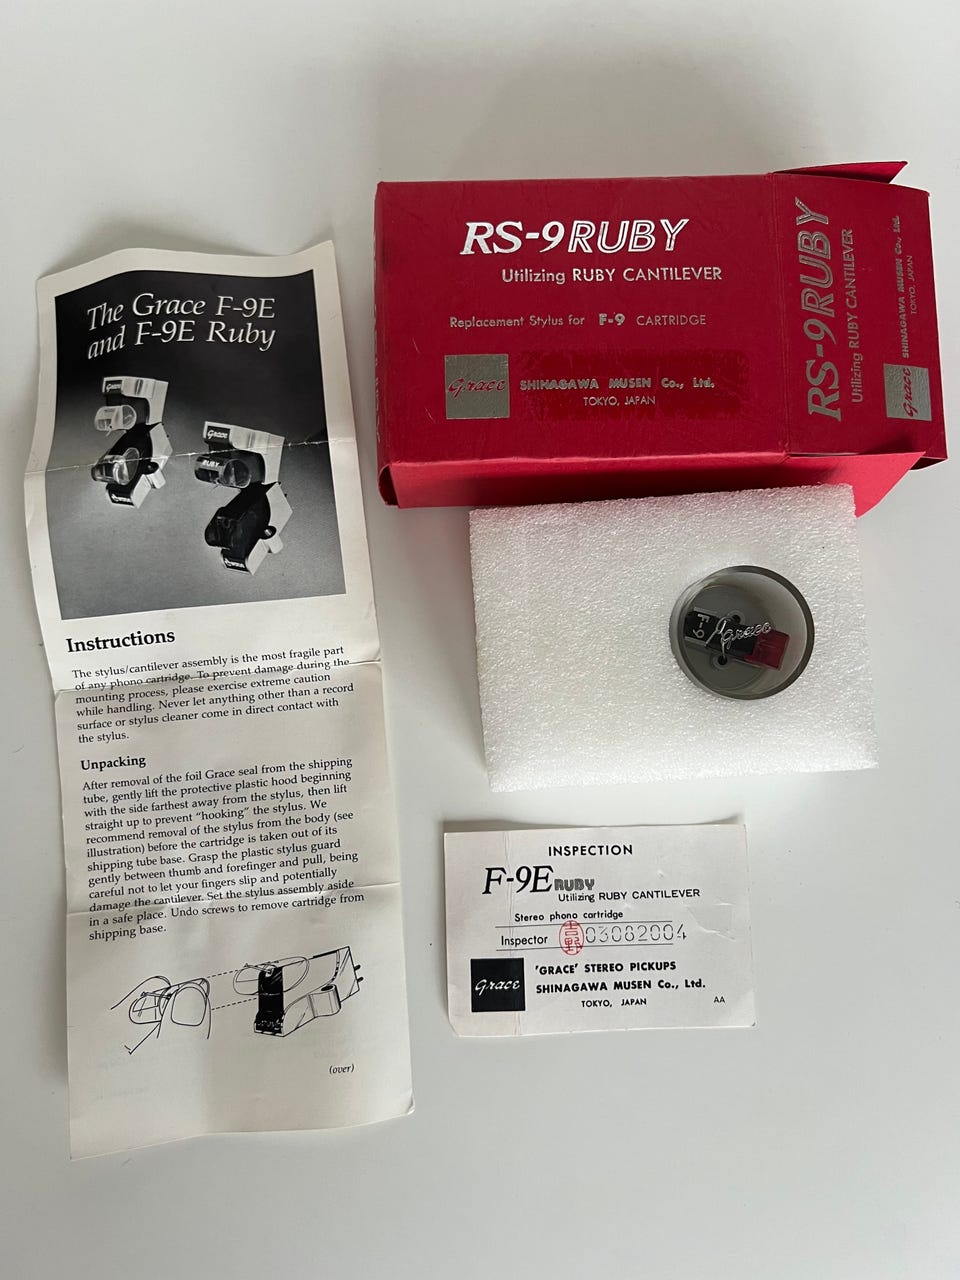 The Grace F-9E
and F-9E Ruby
Grace
Grace
RUBY
Instructions
The stylus/cantilever assembly is the most fragile part
of any phono cartridge. To prevent damage during the
mounting process, please exercise extreme caution
while handling. Never let anything other than a record
surface or stylus cleaner come in direct contact with
the stylus.
Unpacking
After removal of the foil Grace seal from the shipping
tube, gently lift the protective plastic hood beginning
with the side farthest away from the stylus, then lift
straight up to prevent "hooking" the stylus. We
recommend removal of the stylus from the body (see
illustration) before the cartridge is taken out of its
shipping tube base. Grasp the plastic stylus guard
gently between thumb and forefinger and pull, being
careful not to let your fingers slip and potentially
damage the cantilever. Set the stylus assembly aside
in a safe place. Undo screws to remove cartridge from
shipping base.
(over)
RS-9 RUBY
Utilizing RUBY CANTILEVER
Replacement Stylus for F-9 CARTRIDGE
Grace
SHINAGAWA MUSEN Co., Ltd.
TOKYO, JAPAN
RS-9 RUBY
Utilizing RUBY CANTILEVER
Grace
SHINAGAWA MUSEN Co., Ltd.
TOKYO, JAPAN
F-9
Grace
INSPECTION
F-9E RUBY
Utilizing RUBY CANTILEVER
Stereo phono cartridge
Inspector 吉野 03082004
Grace
'GRACE' STEREO PICKUPS
SHINAGAWA MUSEN Co., Ltd.
TOKYO, JAPAN
AA